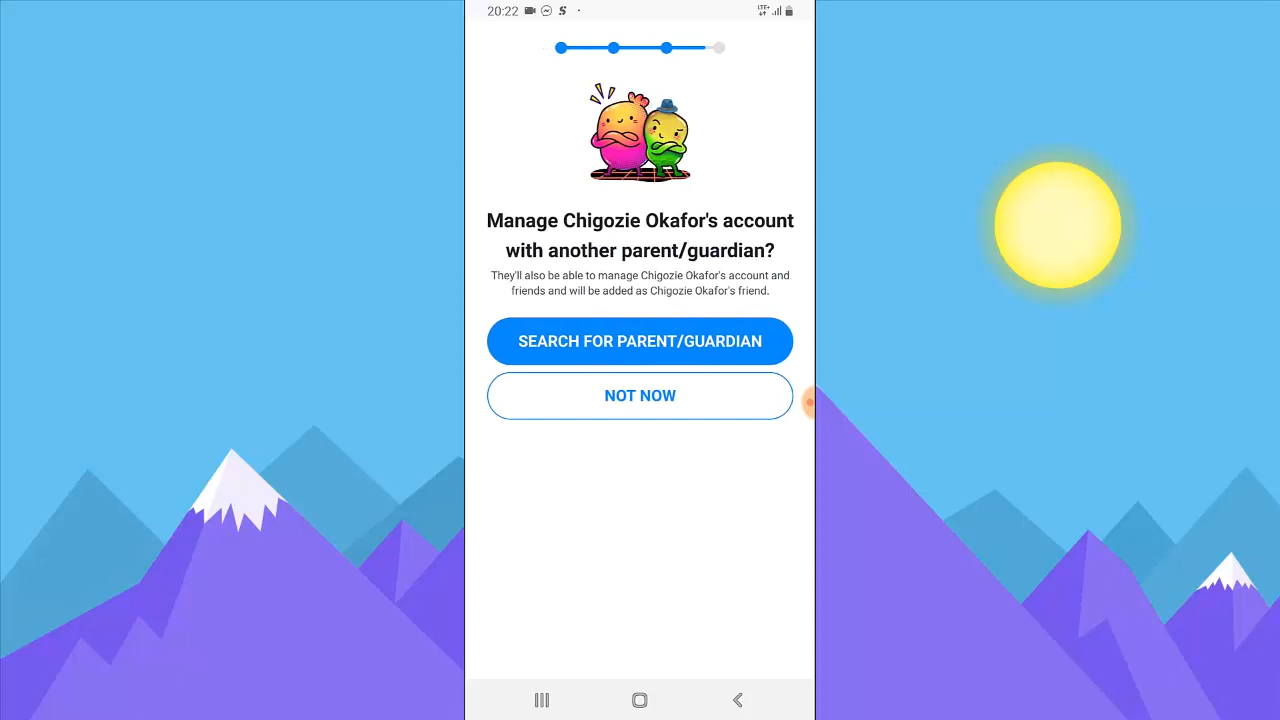 20:22
LTE+
Manage Chigozie Okafor's account
with another parent/guardian?
They'll also be able to manage Chigozie Okafor's account and
friends and will be added as Chigozie Okafor's friend.
SEARCH FOR PARENT/GUARDIAN
NOT NOW